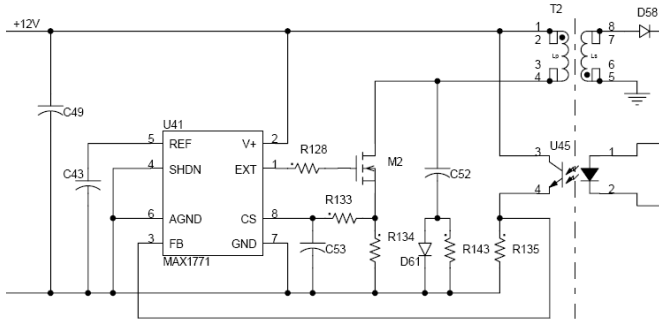 T2
D58
+12V
1
2
3
4
8
7
6
5
Lp
Ls
C49
U41
C43
5
REF
V+
2
4
SHDN
EXT
1
R128
M2
C52
U45
3
4
1
2
6
AGND
CS
8
R133
3
FB
GND
7
MAX1771
C53
R134
D61
R143
R135